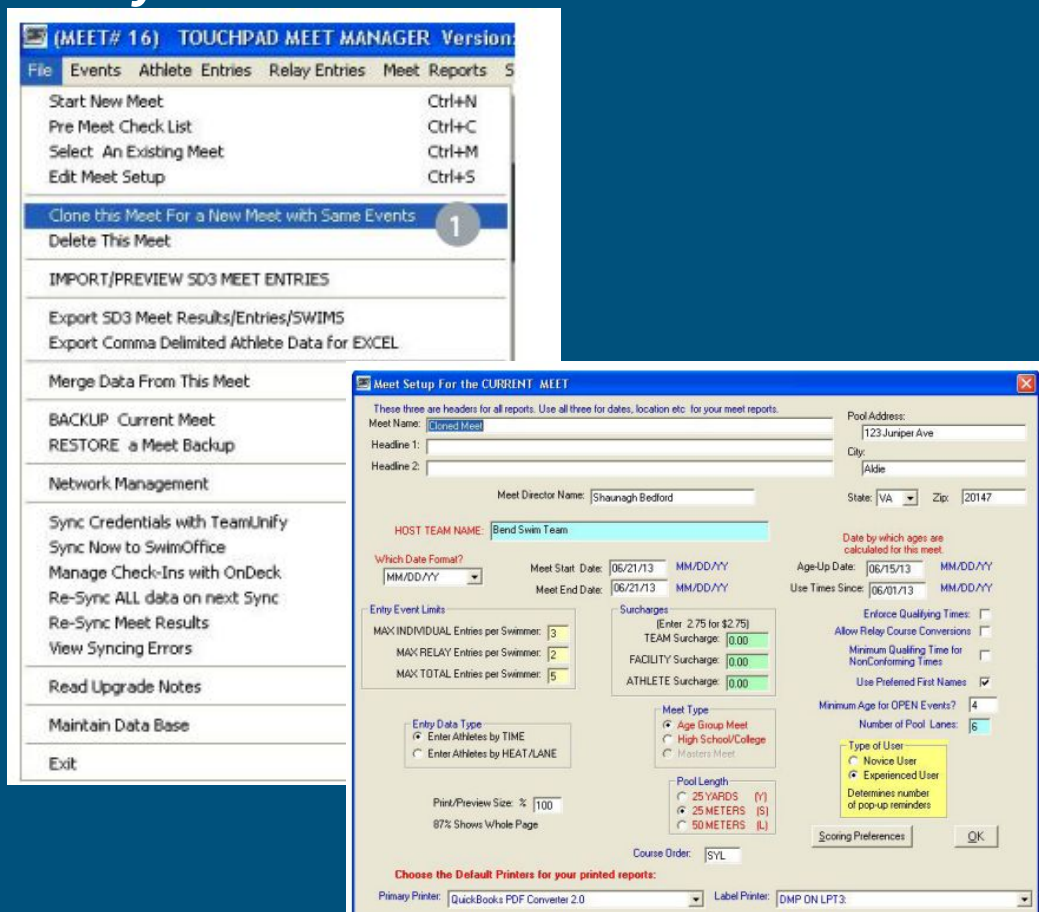 (MEET# 16) TOUCHPAD MEET MANAGER Version:
File Events Athlete Entries Relay Entries Meet Reports S
Start New Meet Ctrl+N
Pre Meet Check List Ctrl+C
Select An Existing Meet Ctrl+M
Edit Meet Setup Ctrl+S
Clone this Meet For a New Meet with Same Events 1
Delete This Meet
IMPORT/PREVIEW SD3 MEET ENTRIES
Export SD3 Meet Results/Entries/SWIMS
Export Comma Delimited Athlete Data for EXCEL
Merge Data From This Meet
BACKUP Current Meet
RESTORE a Meet Backup
Network Management
Sync Credentials with TeamUnify
Sync Now to SwimOffice
Manage Check-Ins with OnDeck
Re-Sync ALL data on next Sync
Re-Sync Meet Results
View Syncing Errors
Read Upgrade Notes
Maintain Data Base
Exit
Meet Setup For the CURRENT MEET
These three are headers for all reports. Use all three for dates, location etc for your meet reports.
Meet Name: Cloned Meet
Headline 1:
Headline 2:
Pool Address:
123 Juniper Ave
City:
Aldie
State: VA Zip: 20147
Meet Director Name: Shaunagh Bedford
HOST TEAM NAME: Bend Swim Team
Which Date Format?
MM/DD/YY
Meet Start Date: 06/21/13 MM/DD/YY
Meet End Date: 06/21/13 MM/DD/YY
Date by which ages are
calculated for this meet.
Age-Up Date: 06/15/13 MM/DD/YY
Use Times Since: 06/01/13 MM/DD/YY
Entry Event Limits
MAX INDIVIDUAL Entries per Swimmer: 3
MAX RELAY Entries per Swimmer: 2
MAX TOTAL Entries per Swimmer: 5
Surcharges
(Enter 2.75 for $2.75)
TEAM Surcharge: 0.00
FACILITY Surcharge: 0.00
ATHLETE Surcharge: 0.00
Enforce Qualifying Times:
Allow Relay Course Conversions
Minimum Qualifing Time for
NonConforming Times
Use Preferred First Names
Minimum Age for OPEN Events? 4
Number of Pool Lanes: 6
Entry Data Type
Enter Athletes by TIME
Enter Athletes by HEAT/LANE
Meet Type
Age Group Meet
High School/College
Masters Meet
Type of User
Novice User
Experienced User
Determines number
of pop-up reminders
Print/Preview Size: % 100
87% Shows Whole Page
Pool Length
25 YARDS (Y)
25 METERS (S)
50 METERS (L)
Scoring Preferences OK
Course Order: SYL
Choose the Default Printers for your printed reports:
Primary Printer: QuickBooks PDF Converter 2.0 Label Printer: DMP ON LPT3: